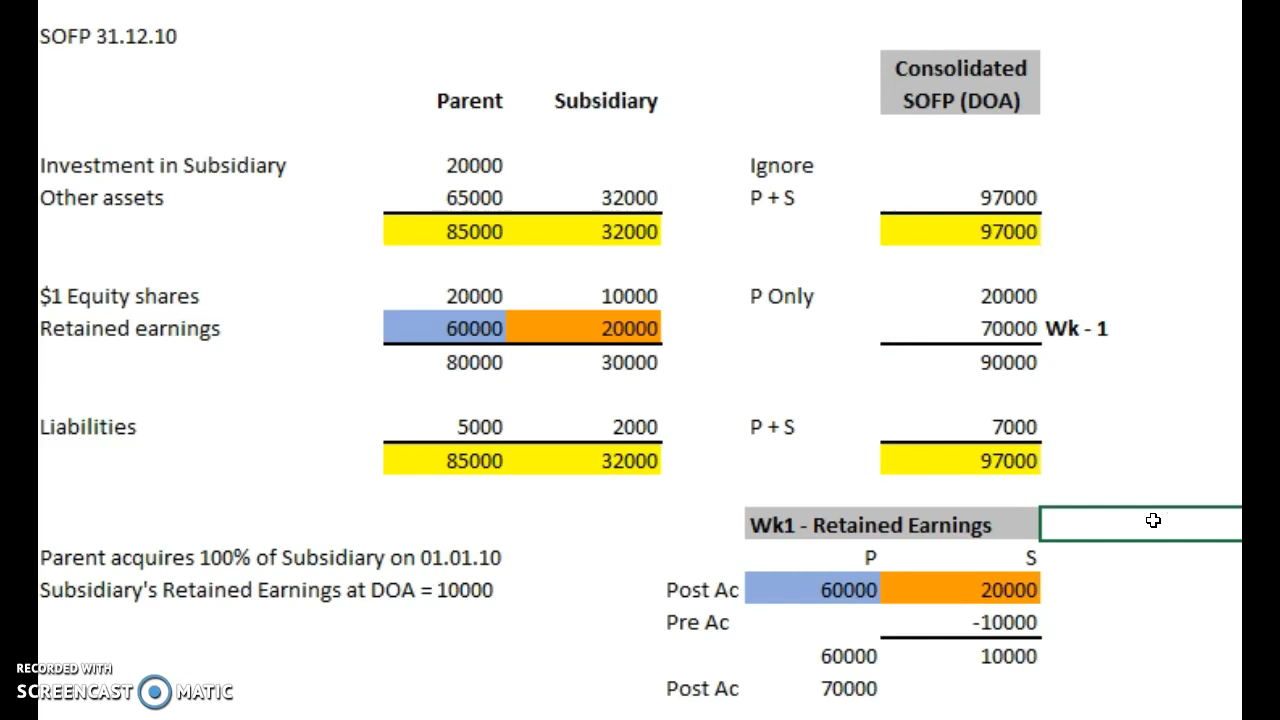 SOFP 31.12.10
Consolidated
Parent Subsidiary SOFP (DOA)
Investment in Subsidiary 20000 Ignore
Other assets 65000 32000 P + S 97000
85000 32000 97000
$1 Equity shares 20000 10000 P Only 20000
Retained earnings 60000 20000 70000 Wk - 1
80000 30000 90000
Liabilities 5000 2000 P + S 7000
85000 32000 97000
Wk1 - Retained Earnings
Parent acquires 100% of Subsidiary on 01.01.10 P S
Subsidiary's Retained Earnings at DOA = 10000 Post Ac 60000 20000
Pre Ac -10000
60000 10000
Post Ac 70000
RECORDED WITH
SCREENCAST MATIC